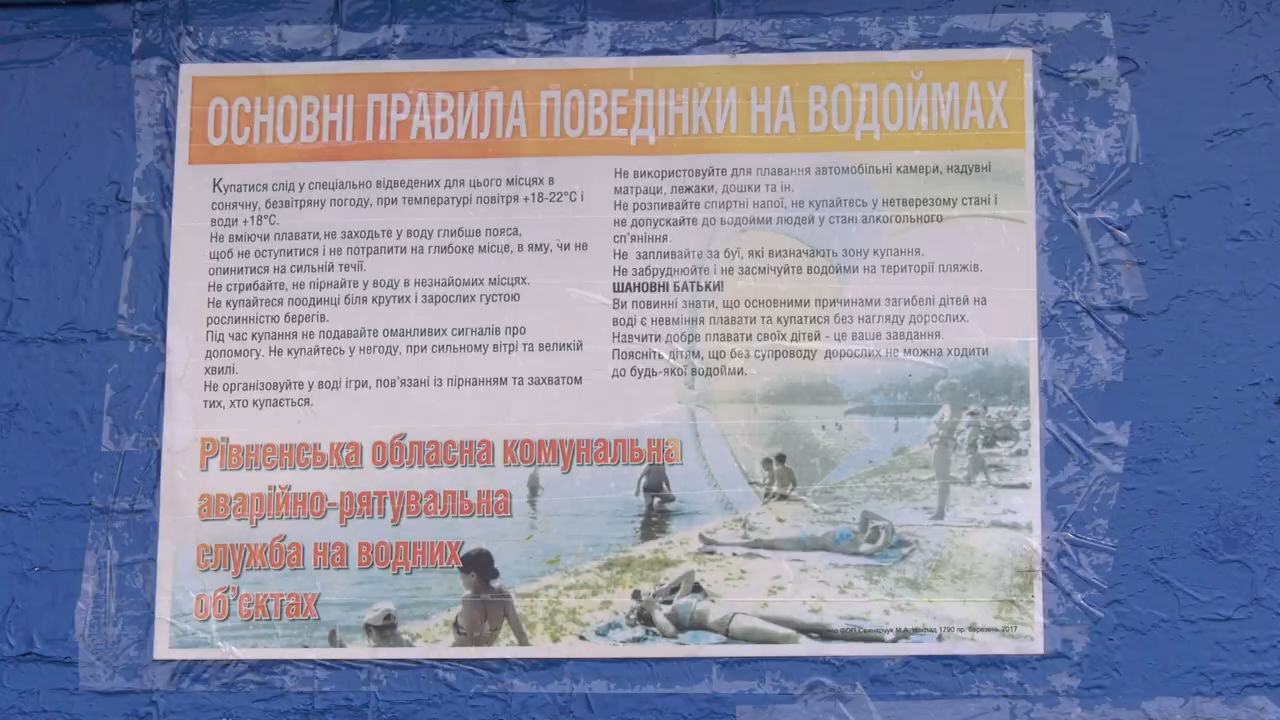 ОСНОВНІ ПРАВИЛА ПОВЕДІНКИ НА ВОДОЙМАХ
Купатися слід у спеціально відведених для цього місцях в
сонячну, безвітряну погоду, при температурі повітря +18-22°С і
води +18°С.
Не вміючи плавати, не заходьте у воду глибше пояса,
щоб не оступитися і не потрапити на глибоке місце, в яму, чи не
опинитися на сильній течії.
Не стрибайте, не пірнайте у воду в незнайомих місцях.
Не купайтеся поодинці біля крутих і зарослих густою
рослинністю берегів.
Під час купання не подавайте оманливих сигналів про
допомогу. Не купайтесь у негоду, при сильному вітрі та великій
хвилі.
Не організовуйте у воді ігри, пов'язані із пірнанням та захватом
тих, хто купається.
Не використовуйте для плавання автомобільні камери, надувні
матраци, лежаки, дошки та ін.
Не розпивайте спиртні напої, не купайтесь у нетверезому стані і
не допускайте до водойми людей у стані алкогольного
сп'яніння.
Не запливайте за буї, які визначають зону купання.
Не забруднюйте і не засмічуйте водойми на території пляжів.
ШАНОВНІ БАТЬКИ!
Ви повинні знати, що основними причинами загибелі дітей на
воді є невміння плавати та купатися без нагляду дорослих.
Навчити добре плавати своїх дітей - це ваше завдання.
Поясніть дітям, що без супроводу дорослих не можна ходити
до будь-якої водойми.
Рівненська обласна комунальна
аварійно-рятувальна
служба на водних
об'єктах
ФОП М.А. Наклад 1790 пр. березень 2017